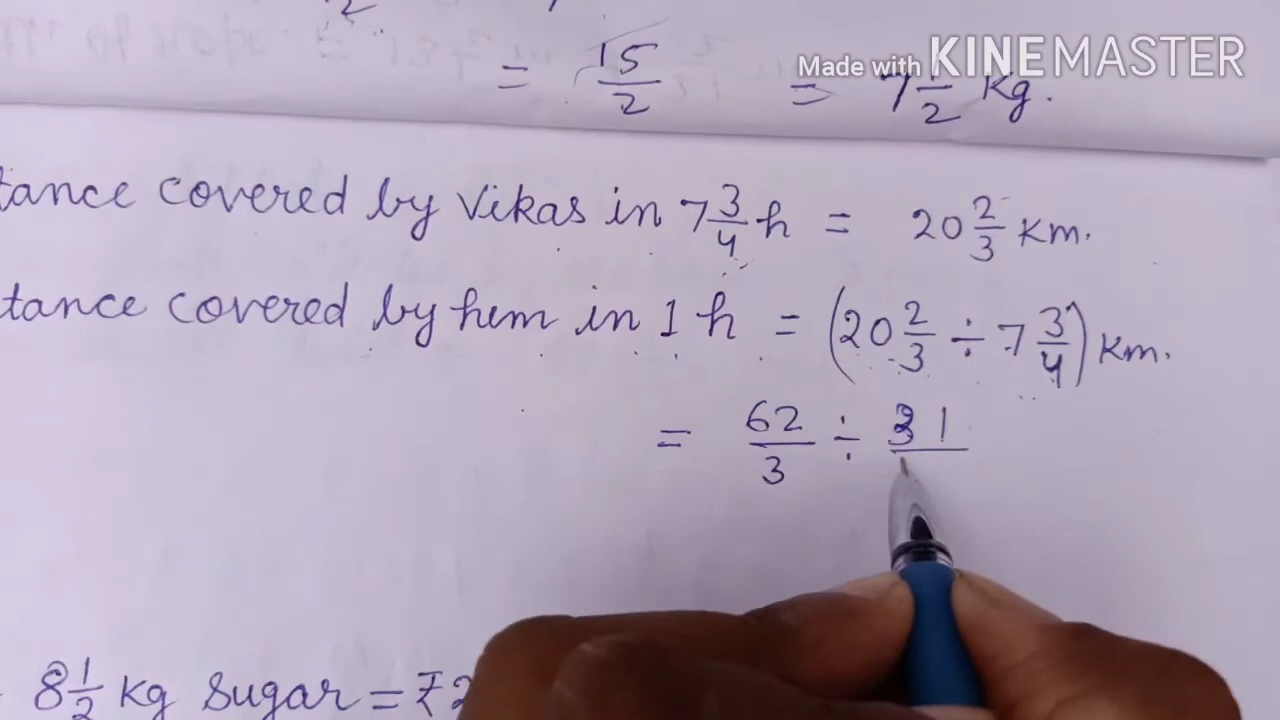 = 15/2 = 7 1/2 Kg.
Made with KINEMASTER
tance covered by Vikas in 7 3/4 h = 20 2/3 Km.
tance covered by hem in 1 h = (20 2/3 ÷ 7 3/4) Km.
= 62/3 ÷ 31
8 1/2 Kg Sugar = ₹2